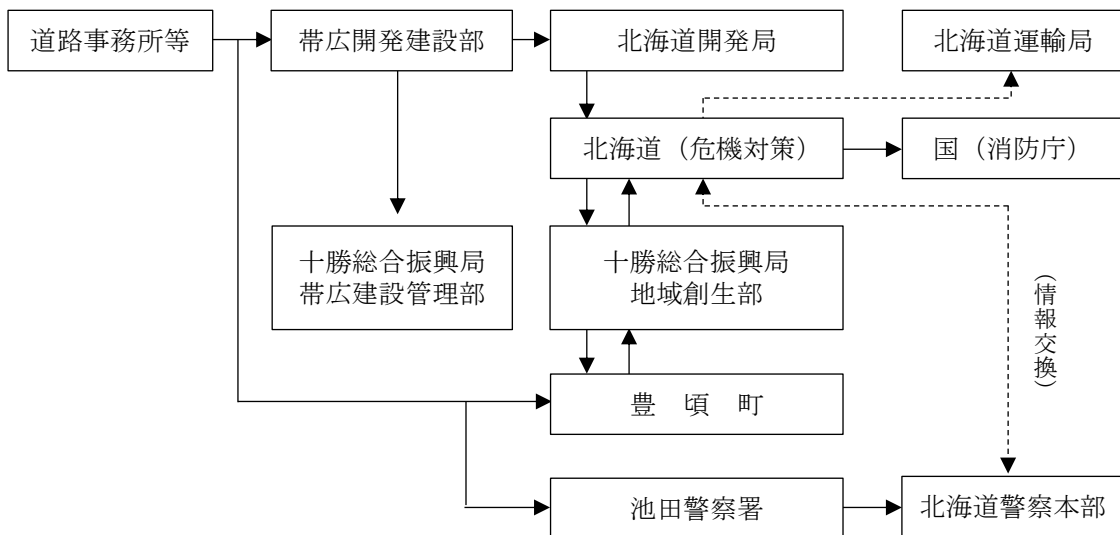 道路事務所等
帯広開発建設部
北海道開発局
北海道運輸局
北海道（危機対策）
国（消防庁）
十勝総合振興局
帯広建設管理部
十勝総合振興局
地域創生部
（情報交換）
豊　頃　町
池田警察署
北海道警察本部